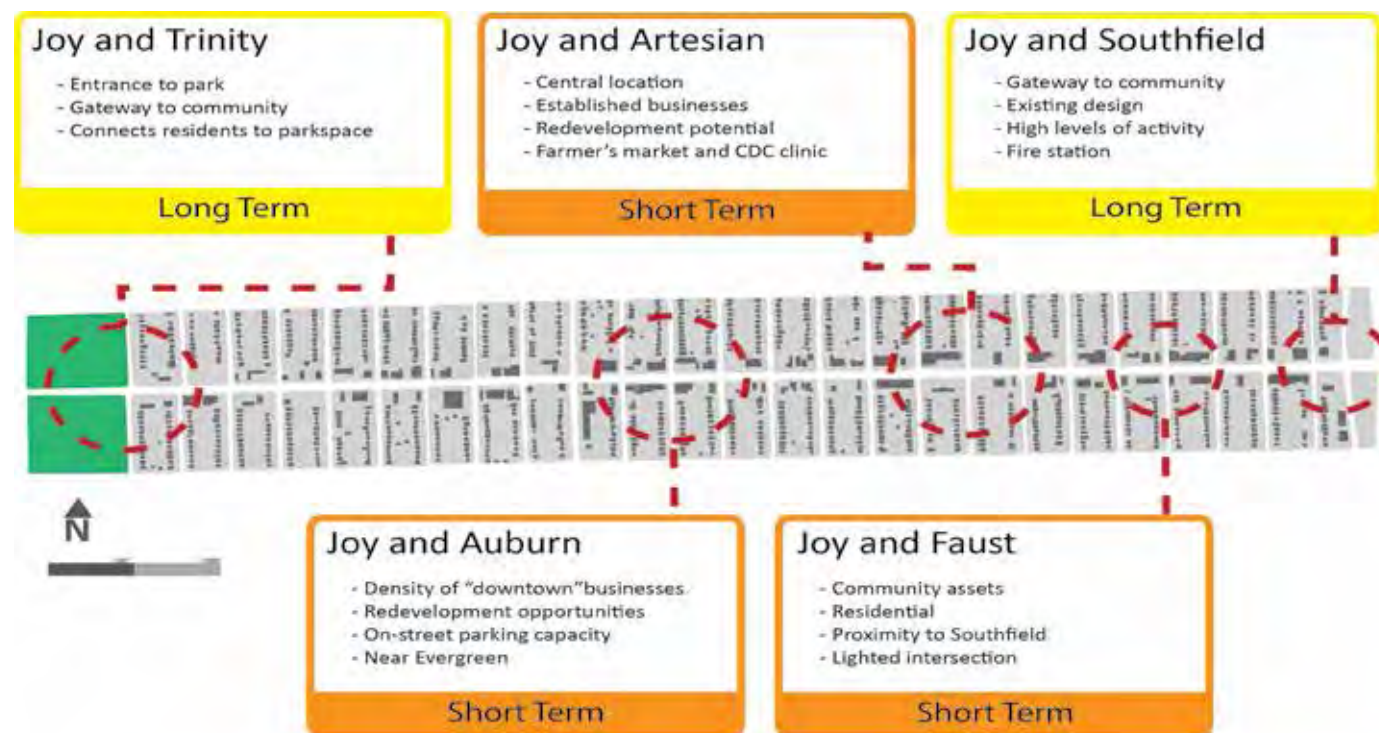 Joy and Trinity
- Entrance to park
- Gateway to community
- Connects residents to parkspace
Long Term
Joy and Artesian
- Central location
- Established businesses
- Redevelopment potential
- Farmer's market and CDC clinic
Short Term
Joy and Southfield
- Gateway to community
- Existing design
- High levels of activity
- Fire station
Long Term
N
Joy and Auburn
- Density of "downtown"businesses
- Redevelopment opportunities
- On-street parking capacity
- Near Evergreen
Short Term
Joy and Faust
- Community assets
- Residential
- Proximity to Southfield
- Lighted intersection
Short Term